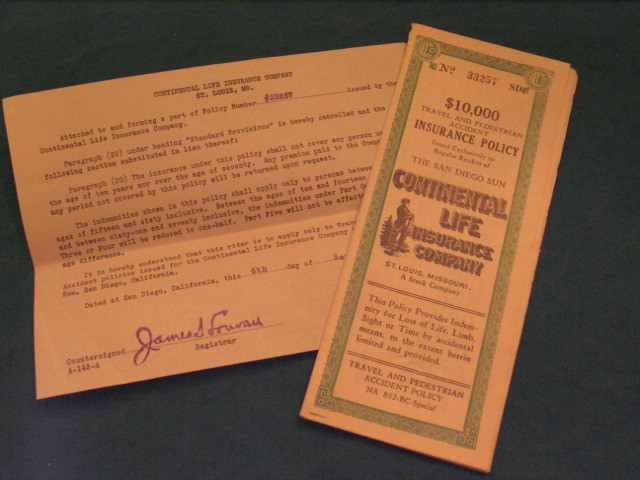 CONTINENTAL LIFE INSURANCE COMPANY
ST. LOUIS, MO.
Attached to and forming a part of Policy Number #33257 issued by the
Continental Life Insurance Company.
Paragraph (20) under heading "Standard Provisions" is hereby cancelled and the
following section substituted in lieu thereof:
Paragraph (20) The insurance under this policy shall not cover any person un
the age of ten years nor over the age of seventy. Any premium paid to the Comp
any period not covered by this policy will be returned upon request.
The indemnities shown in this policy shall apply only to persons between
ages of fifteen and sixty inclusive. Between the ages of ten and fourteen
and between sixty-one and seventy inclusive, the indemnities under Part O
Three or Four will be reduced to one-half. Part Five will not be affect
age difference.
It is hereby understood that this rider is to apply only to Trav
Accident policies issued for the Continental Life Insurance Company
Sun, San Diego, California.
Dated at San Diego, California, this 6th day of
Countersigned James S
Registrar
A-143-A
No 33257 SD
$10,000
TRAVEL AND PEDESTRIAN
ACCIDENT
INSURANCE POLICY
Issued Exclusively to
Regular Readers of
THE SAN DIEGO SUN
CONTINENTAL
LIFE
INSURANCE
COMPANY
ST. LOUIS, MISSOURI.
A Stock Company
This Policy Provides Indem-
nity for Loss of Life, Limb,
Sight or Time by accidental
means, to the extent herein
limited and provided.
TRAVEL AND PEDESTRIAN
ACCIDENT POLICY
NA 802-BC-Special